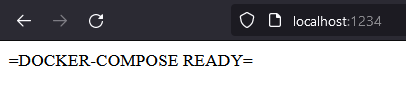 localhost:1234
=DOCKER-COMPOSE READY=